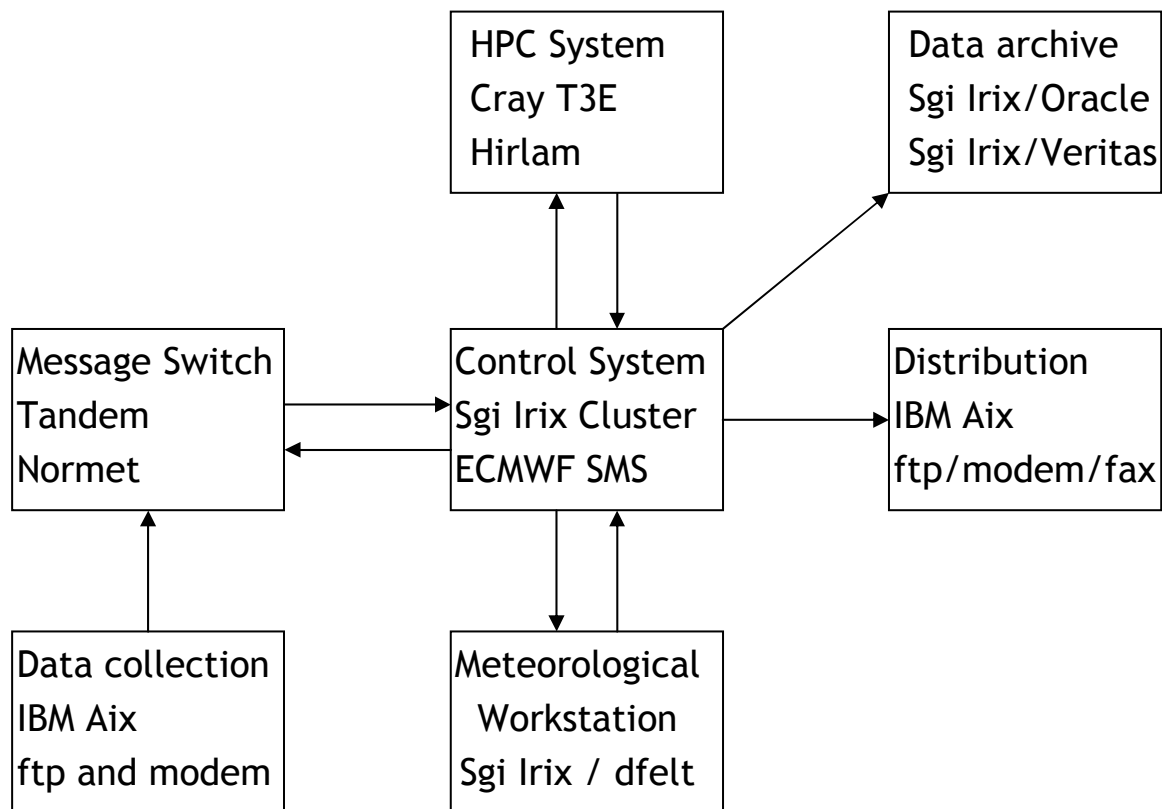 HPC System
Cray T3E
Hirlam
Data archive
Sgi Irix/Oracle
Sgi Irix/Veritas
Message Switch
Tandem
Normet
Control System
Sgi Irix Cluster
ECMWF SMS
Distribution
IBM Aix
ftp/modem/fax
Data collection
IBM Aix
ftp and modem
Meteorological
Workstation
Sgi Irix / dfelt